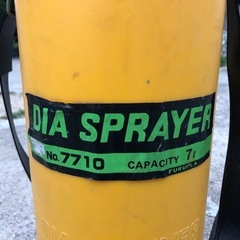 DIA SPRAYER
No. 7710 CAPACITY 7ℓ
FURUPLA